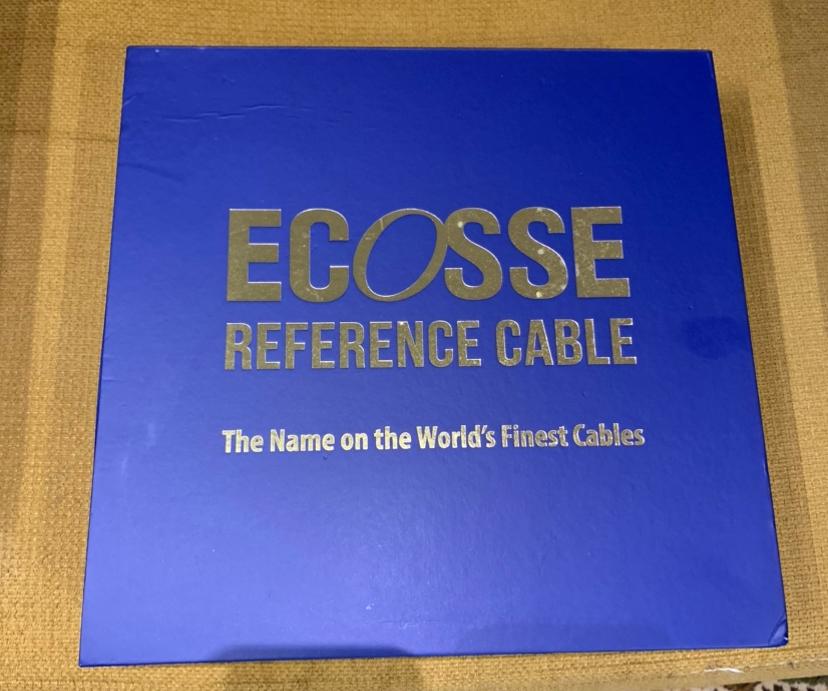 ECOSSE
REFERENCE CABLE
The Name on the World's Finest Cables